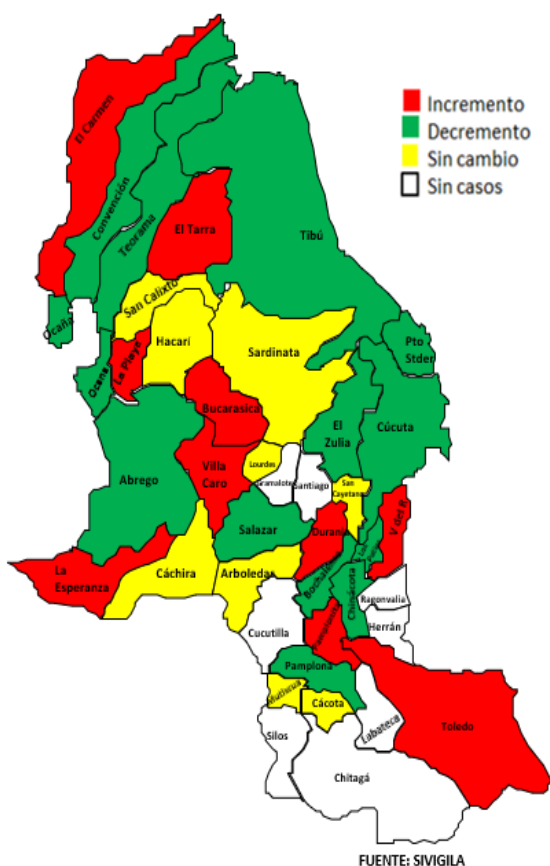 Incremento
Decremento
Sin cambio
Sin casos
El Carmen
Convención
Teorama
El Tarra
Tibú
San Calixto
Ocaña
La Playa
Hacarí
Sardinata
Pto
Stder
Ocana
Bucarasica
El
Zulia
Cúcuta
Abrego
Villa
Caro
Lourdes
Gramalote
Santiago
San
Cayetano
Salazar
Durania
V del R
La
Esperanza
Cáchira
Arboledas
Bochalema
Chinácota
Ragonvalia
Herrán
Cucutilla
Pamplonita
Pamplona
Mutiscua
Cácota
Labateca
Toledo
Silos
Chitagá
FUENTE: SIVIGILA